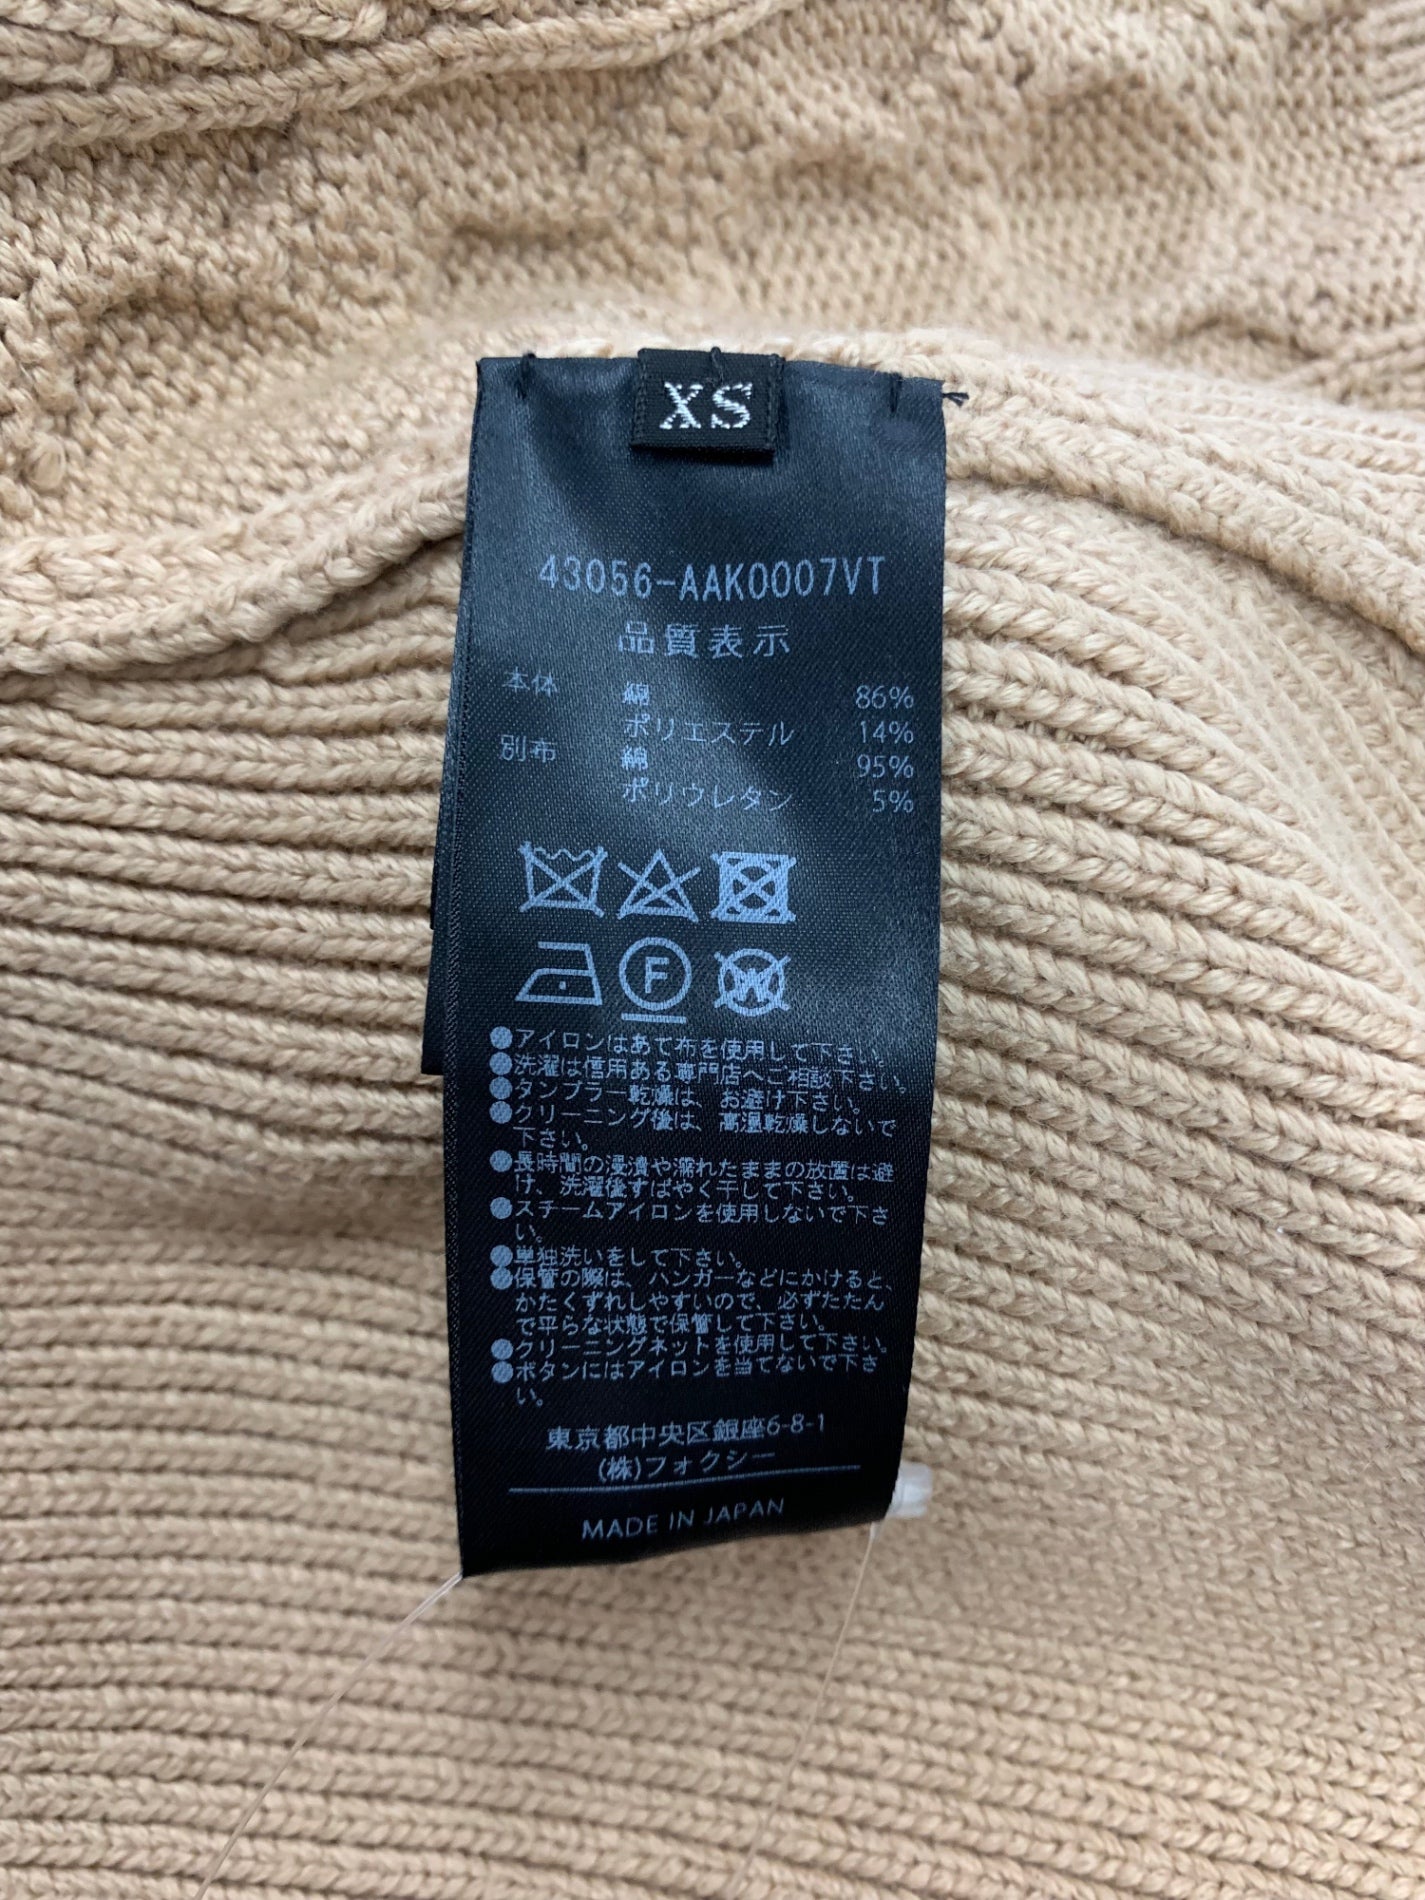 XS
43056-AAK0007VT
品質表示
本体 綿 86%
ポリエステル 14%
別布 綿 95%
ポリウレタン 5%
F
W
●アイロンはあて布を使用して下さい。
●洗濯は信用ある専門店へご相談下さい。
●タンブラー乾燥は、お避け下さい。
●クリーニング後は、高温乾燥しないで
下さい。
●長時間の浸漬や濡れたままの放置は避
け、洗濯後すばやく干して下さい。
●スチームアイロンを使用しないで下さ
い。
●単独洗いをして下さい。
●保管の際は、ハンガーなどにかけると、
かたくずれしやすいので、必ずたたん
で平らな状態で保管して下さい。
●クリーニングネットを使用して下さい。
●ボタンにはアイロンを当てないで下さ
い。
東京都中央区銀座6-8-1
(株)フォクシー
MADE IN JAPAN